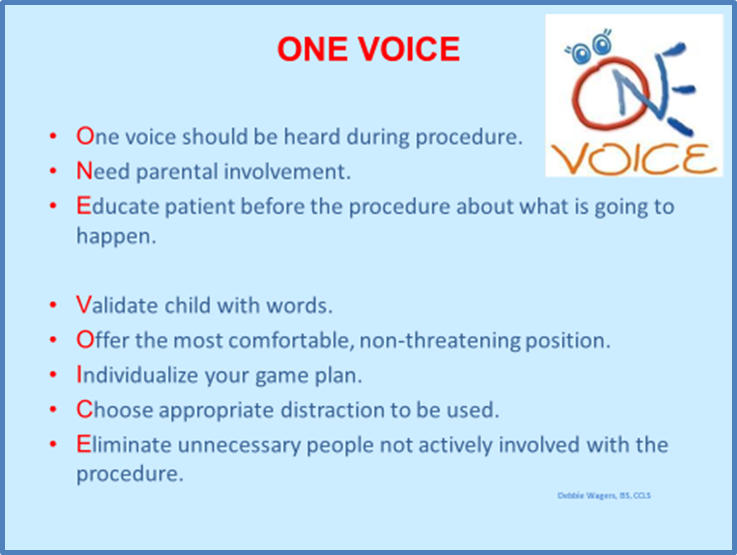 ONE VOICE
ONE
VOICE
• One voice should be heard during procedure.
• Need parental involvement.
• Educate patient before the procedure about what is going to
happen.
• Validate child with words.
• Offer the most comfortable, non-threatening position.
• Individualize your game plan.
• Choose appropriate distraction to be used.
• Eliminate unnecessary people not actively involved with the
procedure.
Debbie Wagers, BS, CCLS